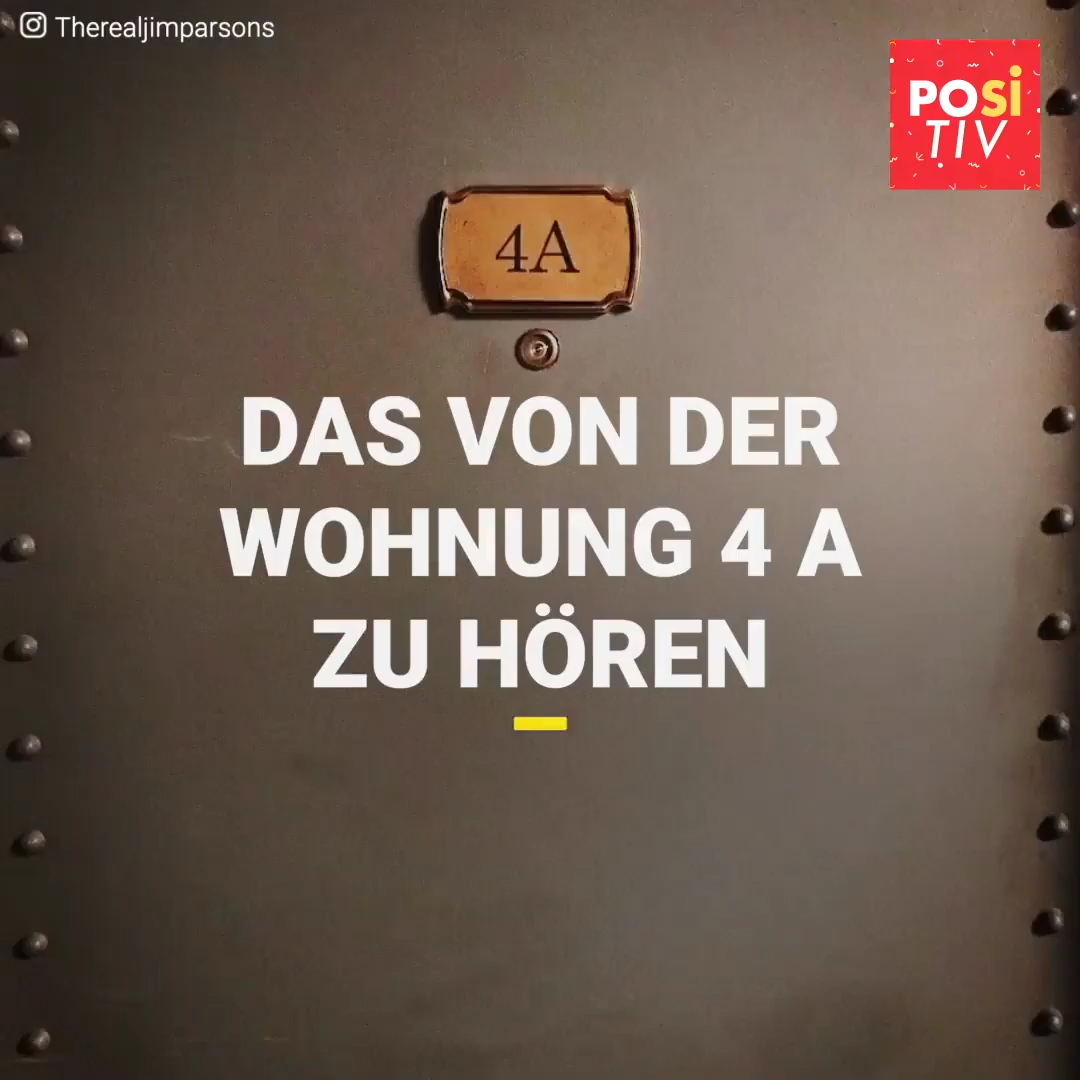 Therealjimparsons
POSi
TIV
4A
DAS VON DER
WOHNUNG 4 A
ZU HÖREN